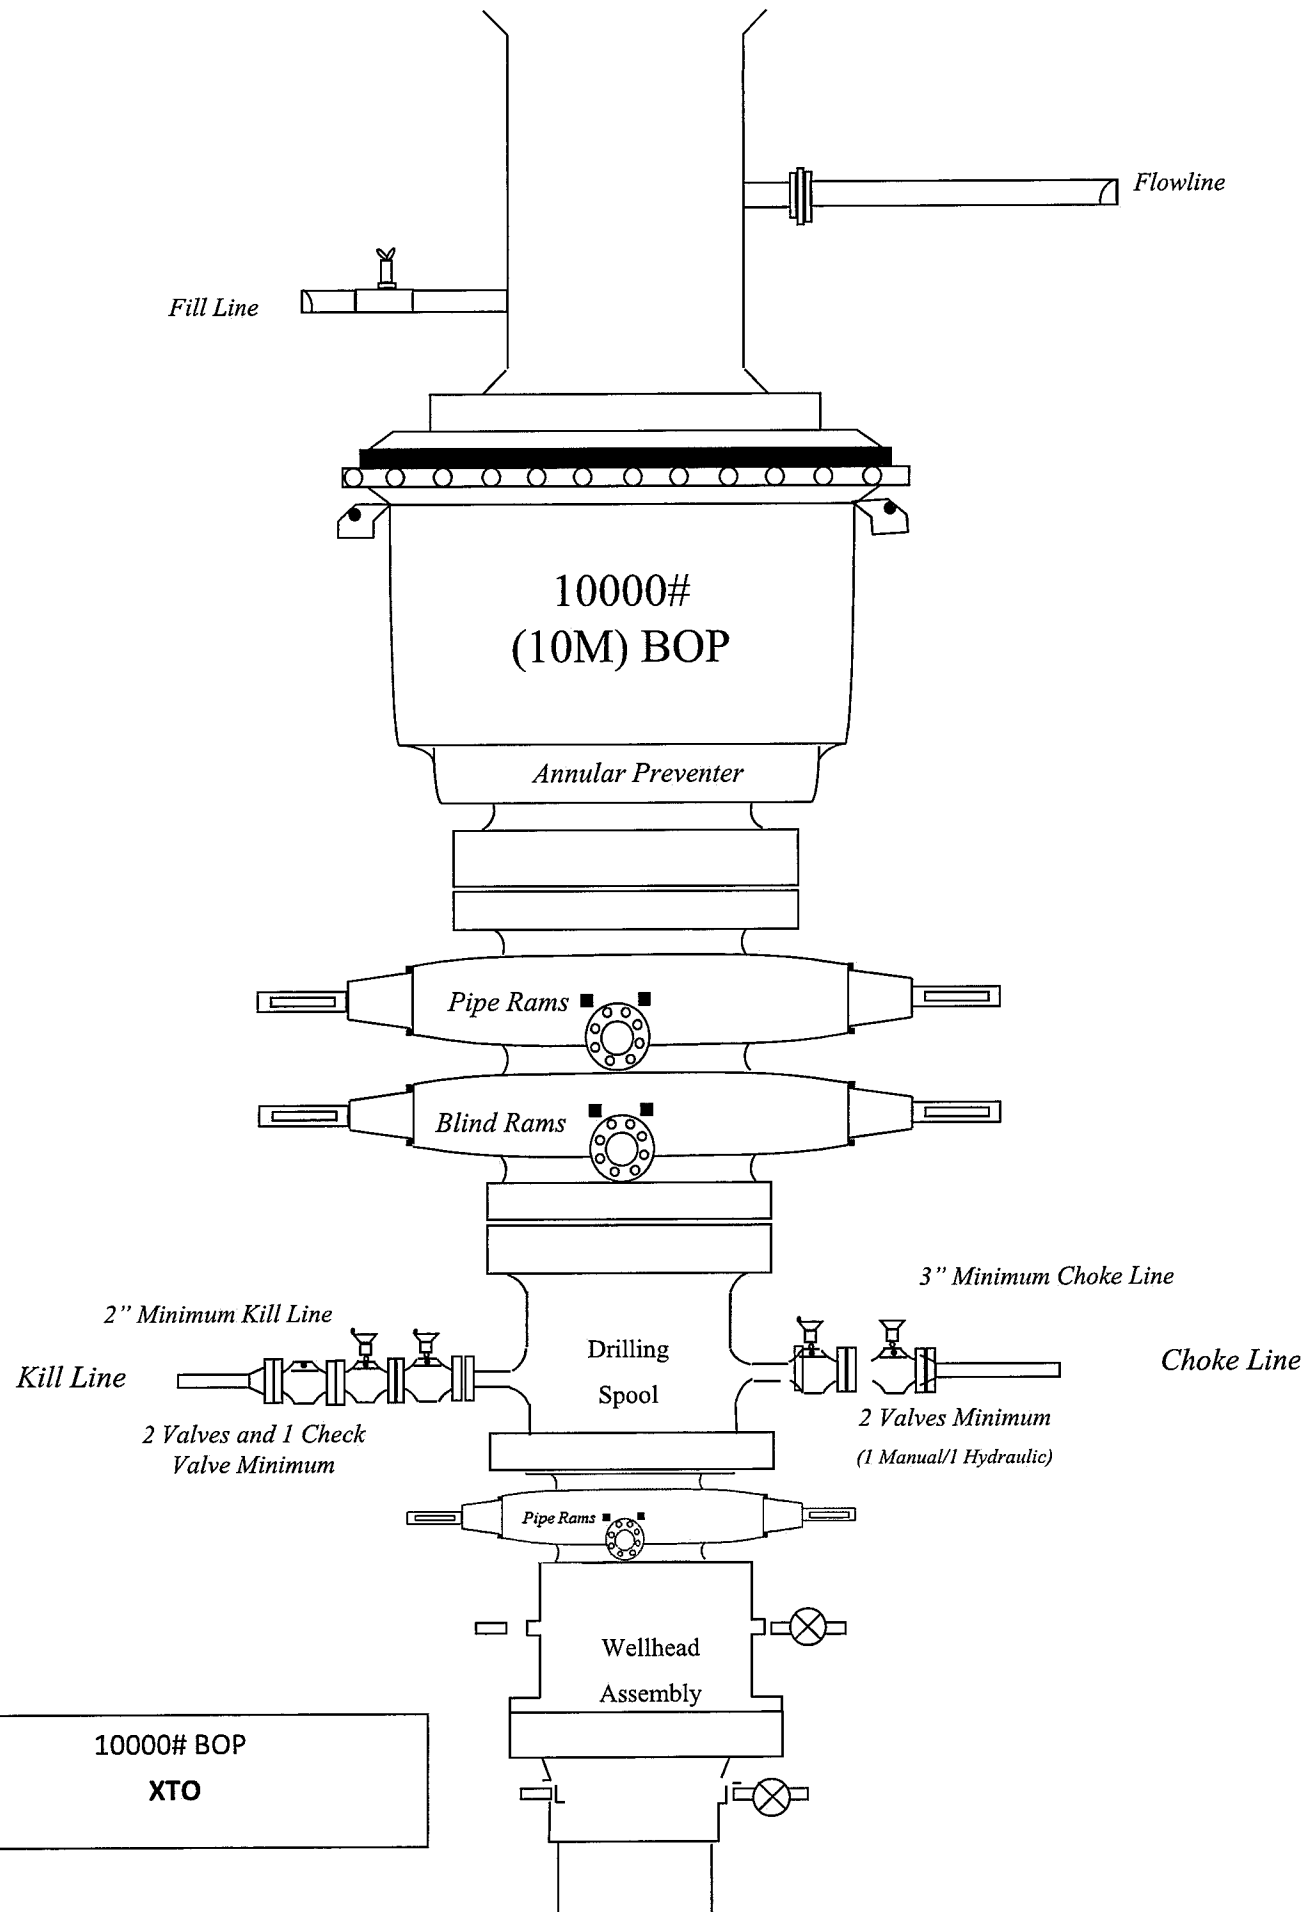 Flowline
Fill Line
10000#
(10M) BOP
Annular Preventer
Pipe Rams
Blind Rams
3” Minimum Choke Line
2” Minimum Kill Line
Drilling
Spool
Kill Line
Choke Line
2 Valves and 1 Check
Valve Minimum
2 Valves Minimum
(1 Manual/1 Hydraulic)
Pipe Rams
Wellhead
Assembly
10000# BOP
XTO